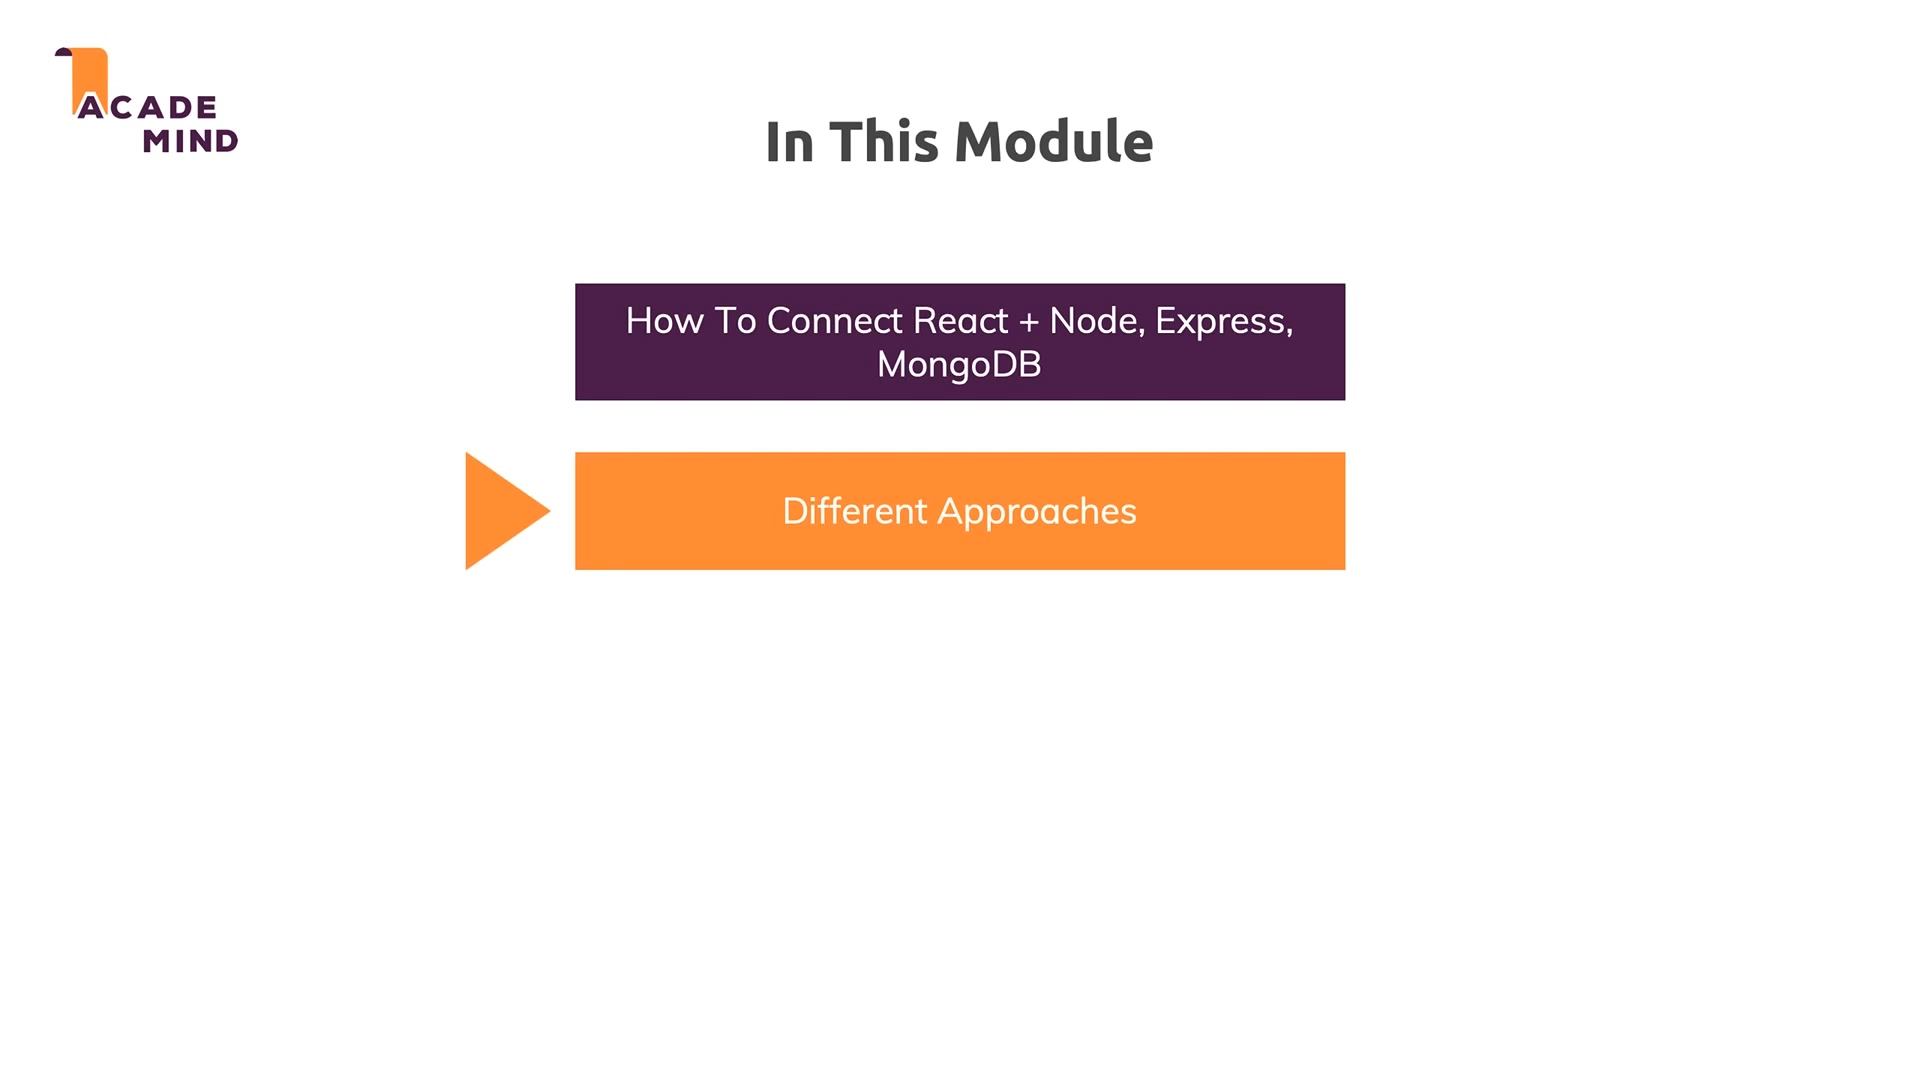 ACADE
MIND
In This Module
How To Connect React + Node, Express,
MongoDB
Different Approaches